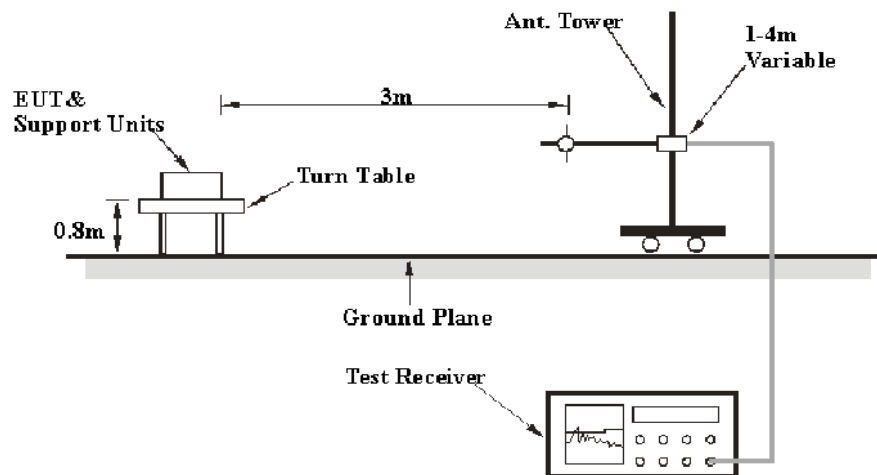 Ant. Tower
1-4m
Variable
3m
EUT&
Support Units
Turn Table
0.8m
Ground Plane
Test Receiver